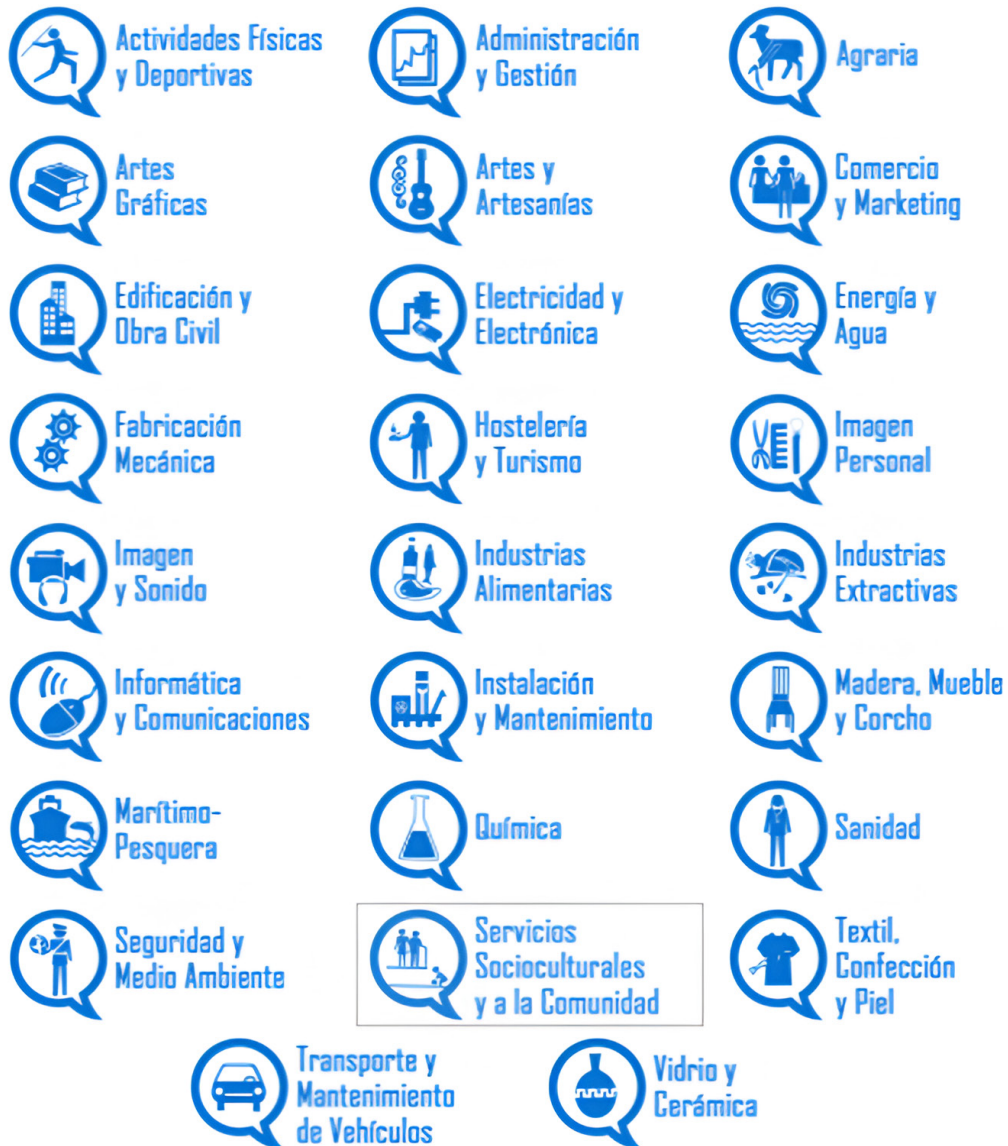 Actividades Físicas
y Deportivas
Administración
y Gestión
Agraria
Artes
Gráficas
Artes y
Artesanías
Comercio
y Marketing
Edificación y
Obra Civil
Electricidad y
Electrónica
Energía y
Agua
Fabricación
Mecánica
Hostelería
y Turismo
Imagen
Personal
Imagen
y Sonido
Industrias
Alimentarias
Industrias
Extractivas
Informática
y Comunicaciones
Instalación
y Mantenimiento
Madera, Mueble
y Corcho
Marítimo-
Pesquera
Química
Sanidad
Seguridad y
Medio Ambiente
Servicios
Socioculturales
y a la Comunidad
Textil,
Confección
y Piel
Transporte y
Mantenimiento
de Vehículos
Vidrio y
Cerámica